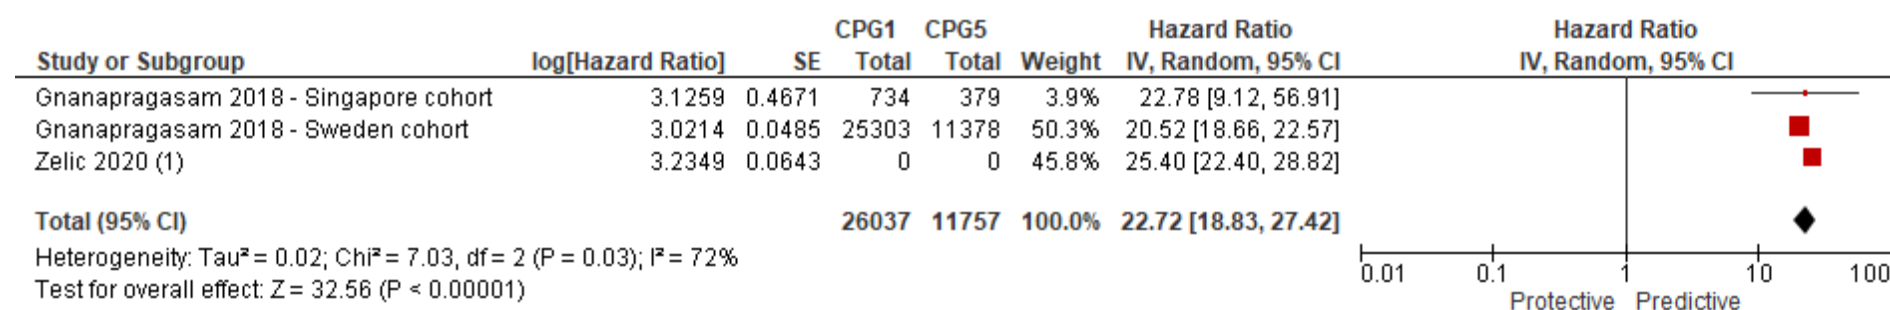 CPG1 CPG5 Hazard Ratio Hazard Ratio
Study or Subgroup log[Hazard Ratio] SE Total Total Weight IV, Random, 95% CI IV, Random, 95% CI
Gnanapragasam 2018 - Singapore cohort 3.1259 0.4671 734 379 3.9% 22.78 [9.12, 56.91]
Gnanapragasam 2018 - Sweden cohort 3.0214 0.0485 25303 11378 50.3% 20.52 [18.66, 22.57]
Zelic 2020 (1) 3.2349 0.0643 0 0 45.8% 25.40 [22.40, 28.82]
Total (95% CI) 26037 11757 100.0% 22.72 [18.83, 27.42]
Heterogeneity: Tau² = 0.02; Chi² = 7.03, df = 2 (P = 0.03); I² = 72%
Test for overall effect: Z = 32.56 (P < 0.00001)
0.01 0.1 1 10 100
Protective Predictive